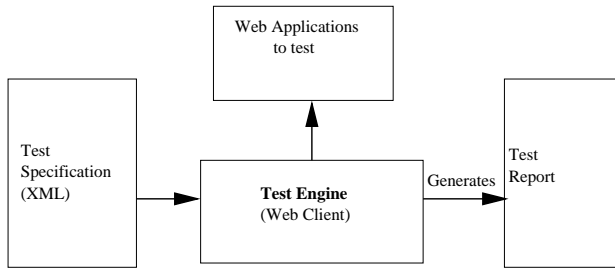 Web Applications
to test
Test
Specification
(XML)
Test Engine
(Web Client)
Generates
Test
Report